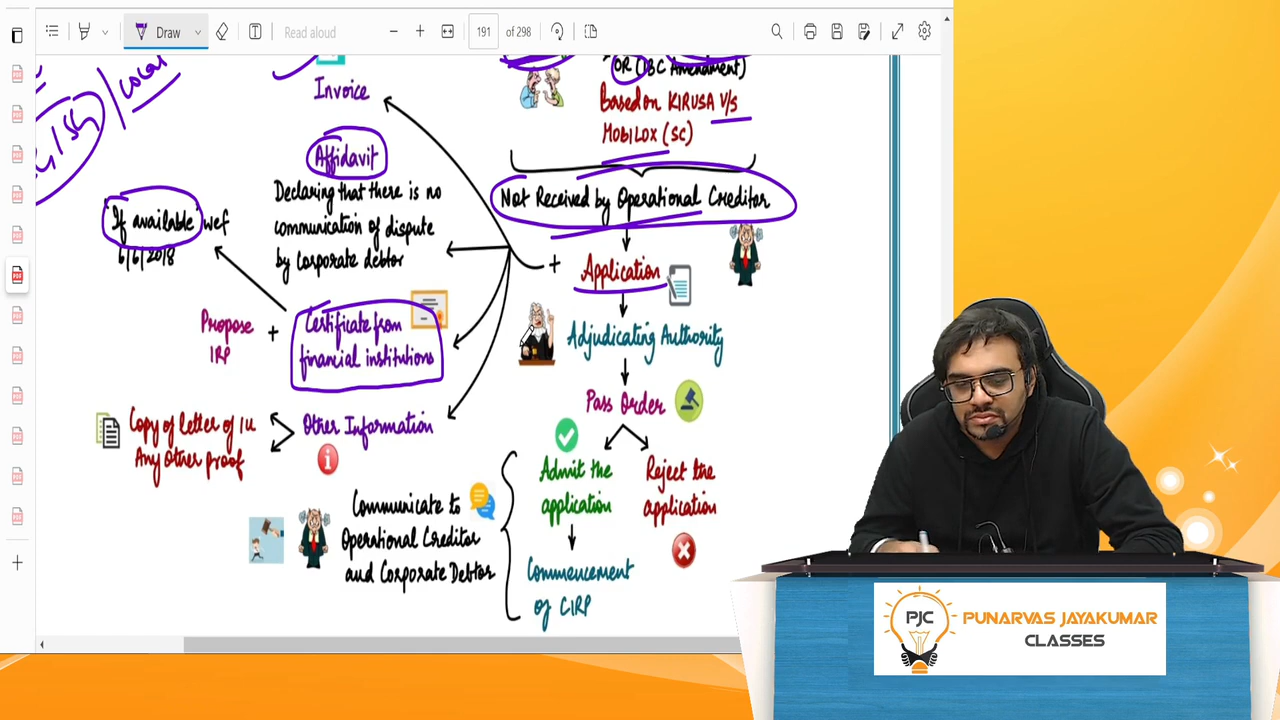 Draw
Read aloud
191
of 298
OR (IBC Amendment)
Based on KIRUSA V/S
MOBILOX (SC)
/ local
Invoice
Affidavit
Declaring that there is no
communication of dispute
by corporate debtor
Not Received by Operational Creditor
"If available" wef
6/6/2018
+
Application
Propose
IRP
+
Certificate from
financial institutions
Adjudicating Authority
Pass Order
Copy of letter of IU
Any Other proof
Other Information
i
Admit the
application
Reject the
application
Communicate to
Operational Creditor
and Corporate Debtor
Commencement
of CIRP
PJC
PUNARVAS JAYAKUMAR
CLASSES